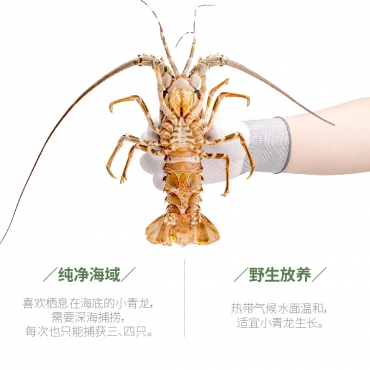 纯净海域
喜欢栖息在海底的小青龙，
需要深海捕捞，
每次也只能捕获三、四只。
野生放养
热带气候水面温和，
适宜小青龙生长。